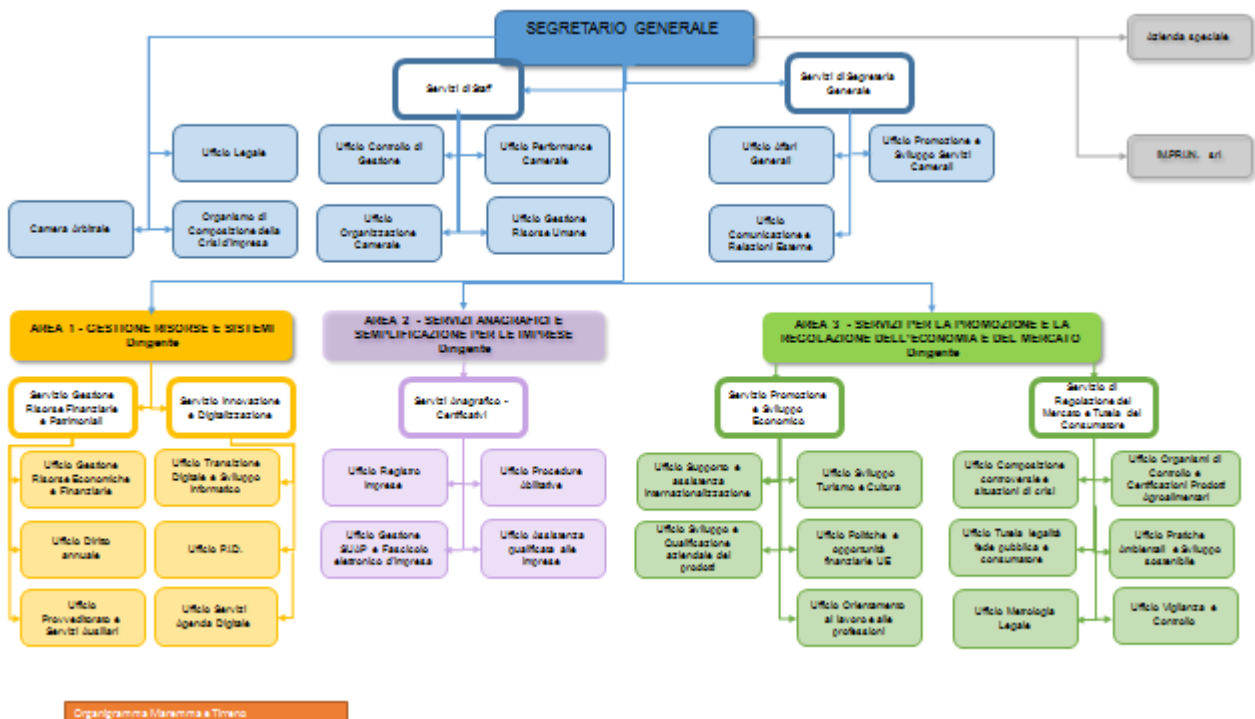 SEGRETARIO GENERALE
Azienda speciale
Servizi di Staff
Servizi di Segreteria
Generale
Ufficio Legale
Ufficio Controllo di
Gestione
Ufficio Performance
Camerale
Ufficio Affari
Generali
Ufficio Promozione e
Sviluppo Servizi
Camerali
IM.PR.UN. srl
Camera Arbitrale
Organismo di
Composizione della
Crisi d'impresa
Ufficio
Organizzazione
Camerale
Ufficio Gestione
Risorse Umane
Ufficio
Comunicazione e
Relazioni Esterne
AREA 1 - GESTIONE RISORSE E SISTEMI
Dirigente
AREA 2 - SERVIZI ANAGRAFICI E
SEMPLIFICAZIONE PER LE IMPRESE
Dirigente
AREA 3 - SERVIZI PER LA PROMOZIONE E LA
REGOLAZIONE DELL'ECONOMIA E DEL MERCATO
Dirigente
Servizio Gestione
Risorse Finanziarie
e Patrimoniali
Servizio Innovazione
e Digitalizzazione
Servizi Anagrafico -
Certificativi
Servizio Promozione
e Sviluppo
Economico
Servizio di
Regolazione del
Mercato e Tutela del
Consumatore
Ufficio Gestione
Risorse Economiche
e Finanziarie
Ufficio Transizione
Digitale e Sviluppo
Informatico
Ufficio Registro
Imprese
Ufficio Procedure
Abilitative
Ufficio Supporto e
assistenza
Internazionalizzazione
Ufficio Sviluppo
Turismo e Cultura
Ufficio Composizione
controversie e
situazioni di crisi
Ufficio Organismi di
Controllo e
Certificazioni Prodotti
Agroalimentari
Ufficio Diritto
annuale
Ufficio P.I.D.
Ufficio Gestione
SUAP e Fascicolo
eletronico d'impresa
Ufficio Assistenza
qualificata alle
Imprese
Ufficio Sviluppo e
Qualificazione
aziendale dei
prodotti
Ufficio Politiche e
opportunità
finanziarie UE
Ufficio Tutela legalità
fede pubblica e
consumatore
Ufficio Pratiche
Ambientali e Sviluppo
sostenibile
Ufficio
Provveditorato e
Servizi Ausiliari
Ufficio Servizi
Agenda Digitale
Ufficio Orientamento
al lavoro e alle
professioni
Ufficio Metrologia
Legale
Ufficio Vigilanza e
Controllo
Organigramma Maremma e Tirreno